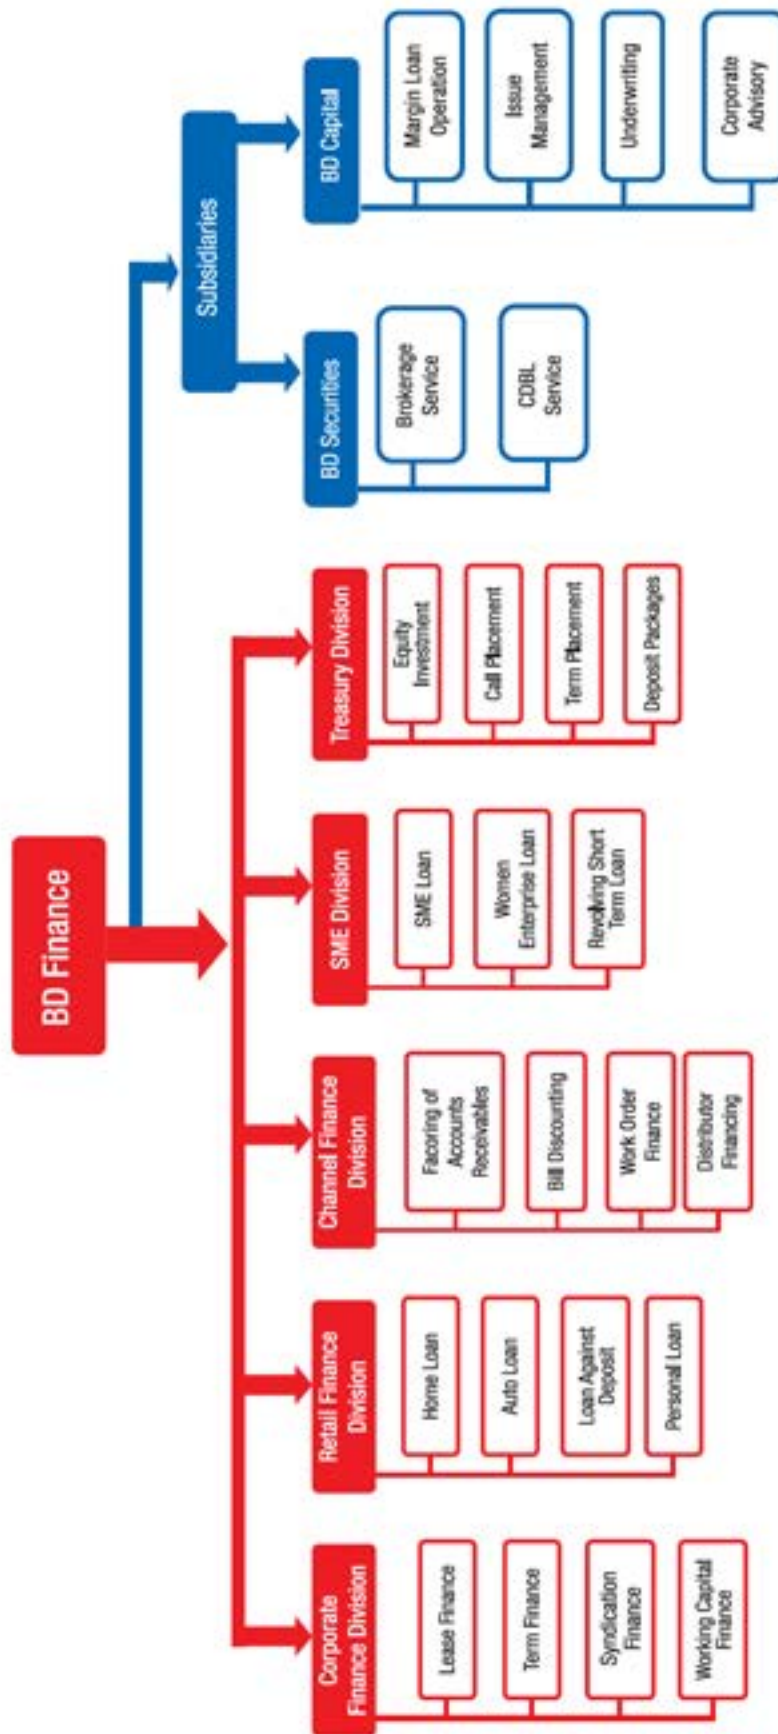 BD Finance
Subsidiaries
Corporate
Finance Division
Lease Finance
Term Finance
Syndication
Finance
Working Capital
Finance
Retail Finance
Division
Home Loan
Auto Loan
Loan Against
Deposit
Personal Loan
Channel Finance
Division
Facoring of
Accounts
Receivables
Bill Discounting
Work Order
Finance
Distributor
Financing
SME Division
SME Loan
Women
Enterprise Loan
Revolving Short
Term Loan
Treasury Division
Equity
Investment
Call Placement
Term Placement
Deposit Packages
BD Securities
Brokerage
Service
CDBL
Service
BD Capital
Margin Loan
Operation
Issue
Management
Underwriting
Corporate
Advisory